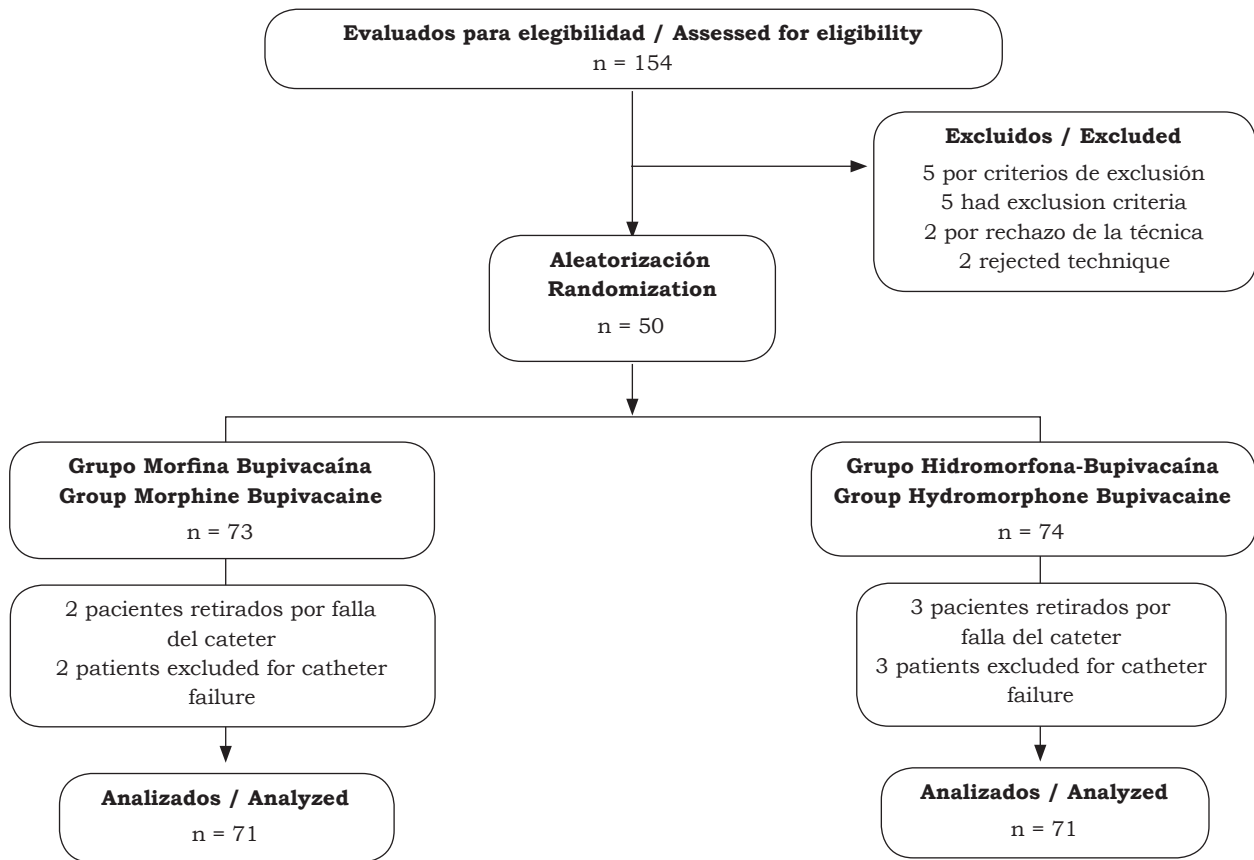 Evaluados para elegibilidad / Assessed for eligibility
n = 154
Excluidos / Excluded
5 por criterios de exclusión
5 had exclusion criteria
2 por rechazo de la técnica
2 rejected technique
Aleatorización
Randomization
n = 50
Grupo Morfina Bupivacaína
Group Morphine Bupivacaine
n = 73
Grupo Hidromorfona-Bupivacaína
Group Hydromorphone Bupivacaine
n = 74
2 pacientes retirados por falla
del cateter
2 patients excluded for catheter
failure
3 pacientes retirados por
falla del cateter
3 patients excluded for catheter
failure
Analizados / Analyzed
n = 71
Analizados / Analyzed
n = 71